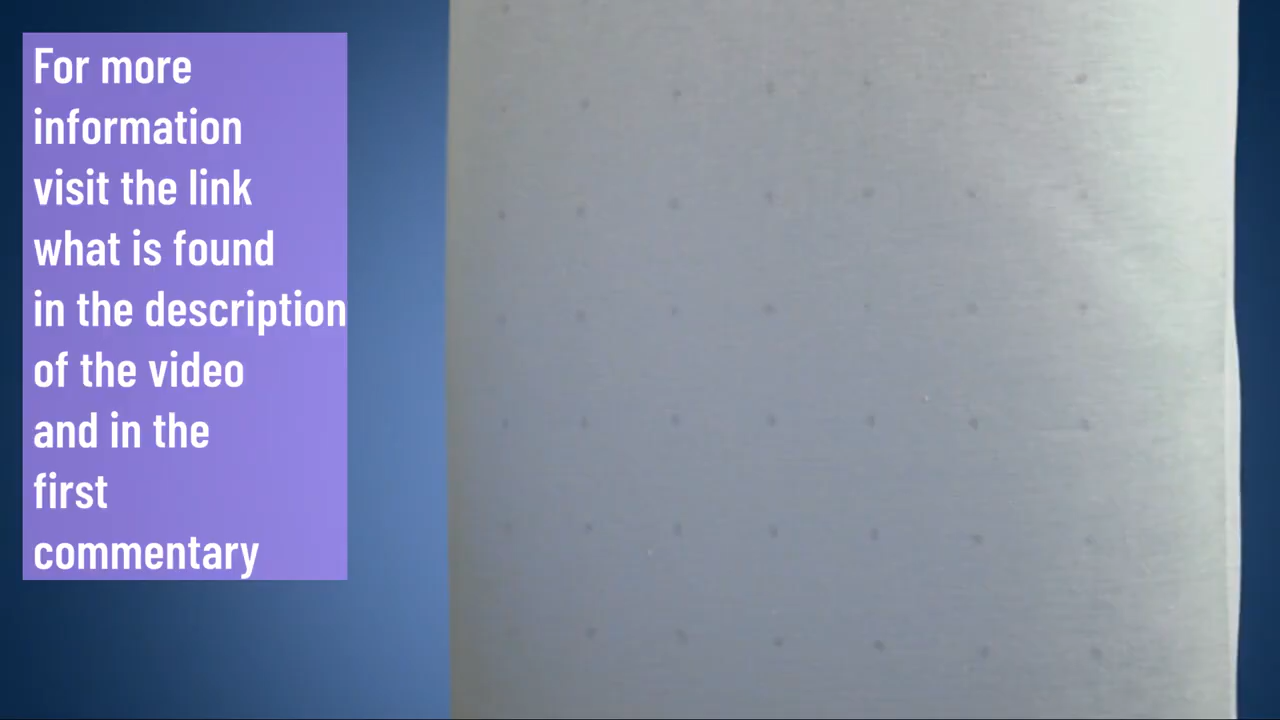 For more
information
visit the link
what is found
in the description
of the video
and in the
first
commentary